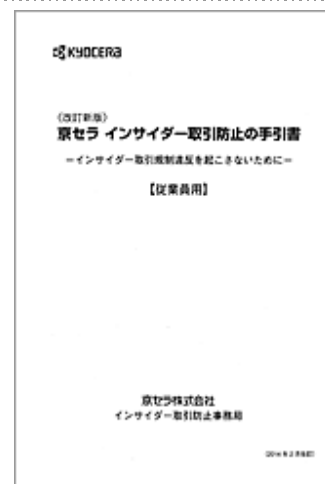 KYOCERA
〈改訂新版〉
京セラ インサイダー取引防止の手引書
－インサイダー取引規制違反を起こさないために－
【従業員用】
京セラ株式会社
インサイダー取引防止事務局